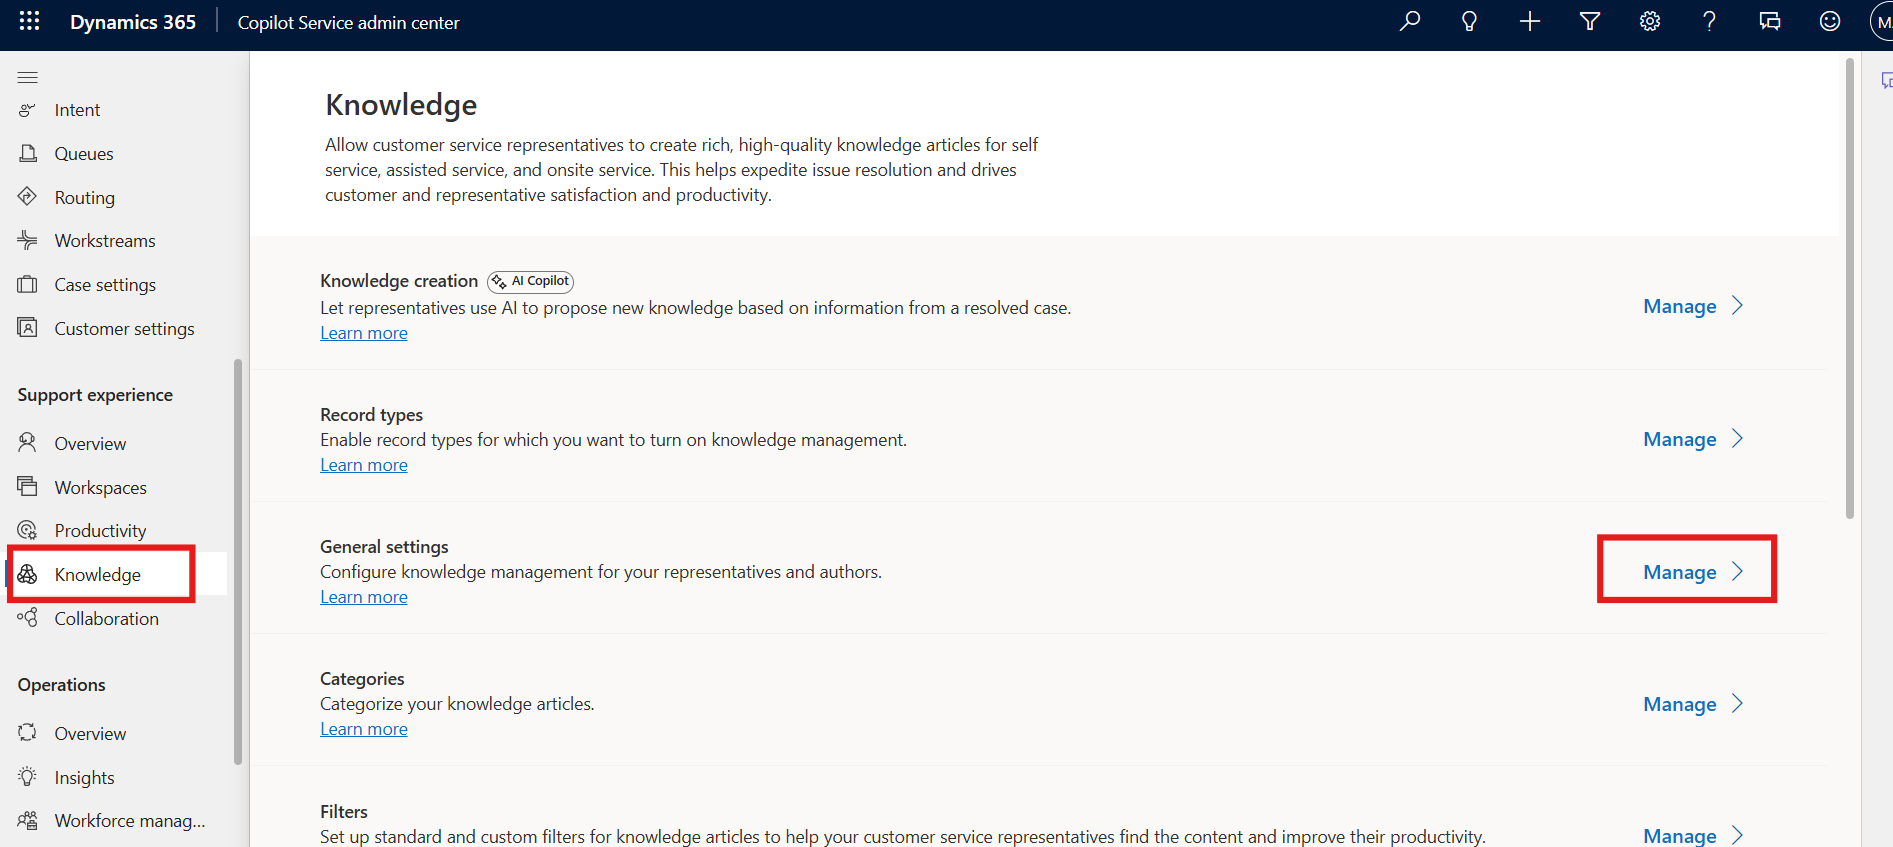 Dynamics 365
Copilot Service admin center
Intent
Queues
Routing
Workstreams
Case settings
Customer settings
Support experience
Overview
Workspaces
Productivity
Knowledge
Collaboration
Operations
Overview
Insights
Workforce manag...
Knowledge
Allow customer service representatives to create rich, high-quality knowledge articles for self
service, assisted service, and onsite service. This helps expedite issue resolution and drives
customer and representative satisfaction and productivity.
Knowledge creation AI Copilot
Let representatives use AI to propose new knowledge based on information from a resolved case.
Learn more
Manage
Record types
Enable record types for which you want to turn on knowledge management.
Learn more
Manage
General settings
Configure knowledge management for your representatives and authors.
Learn more
Manage
Categories
Categorize your knowledge articles.
Learn more
Manage
Filters
Set up standard and custom filters for knowledge articles to help your customer service representatives find the content and improve their productivity.
Manage